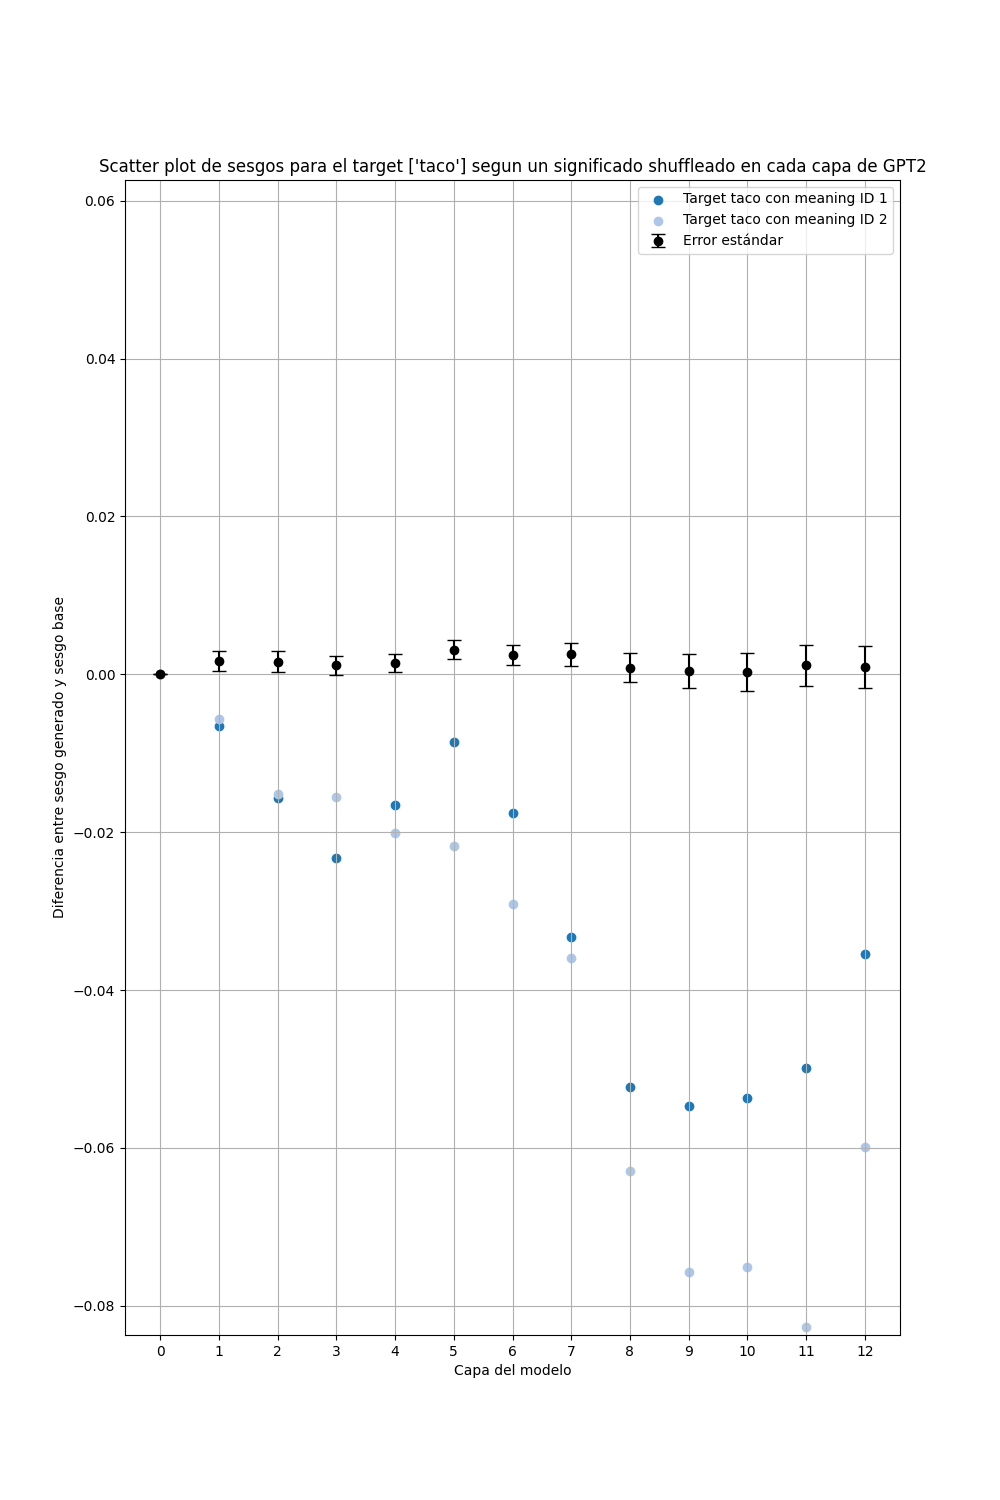 Scatter plot de sesgos para el target ['taco'] segun un significado shuffleado en cada capa de GPT2
Target taco con meaning ID 1
Target taco con meaning ID 2
Error estándar
0.06
0.04
0.02
0.00
−0.02
−0.04
−0.06
−0.08
Diferencia entre sesgo generado y sesgo base
0 1 2 3 4 5 6 7 8 9 10 11 12
Capa del modelo